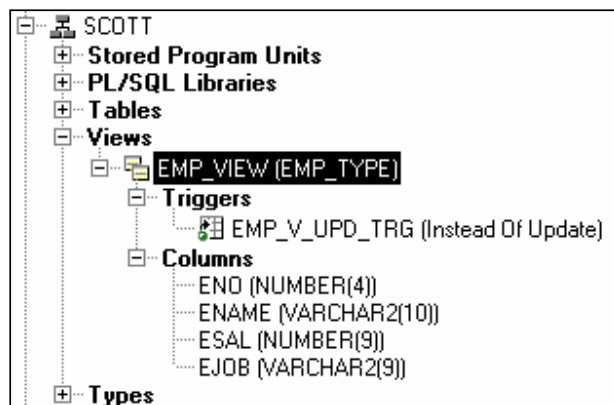 SCOTT
Stored Program Units
PL/SQL Libraries
Tables
Views
EMP_VIEW (EMP_TYPE)
Triggers
EMP_V_UPD_TRG (Instead Of Update)
Columns
ENO (NUMBER(4))
ENAME (VARCHAR2(10))
ESAL (NUMBER(9))
EJOB (VARCHAR2(9))
Types